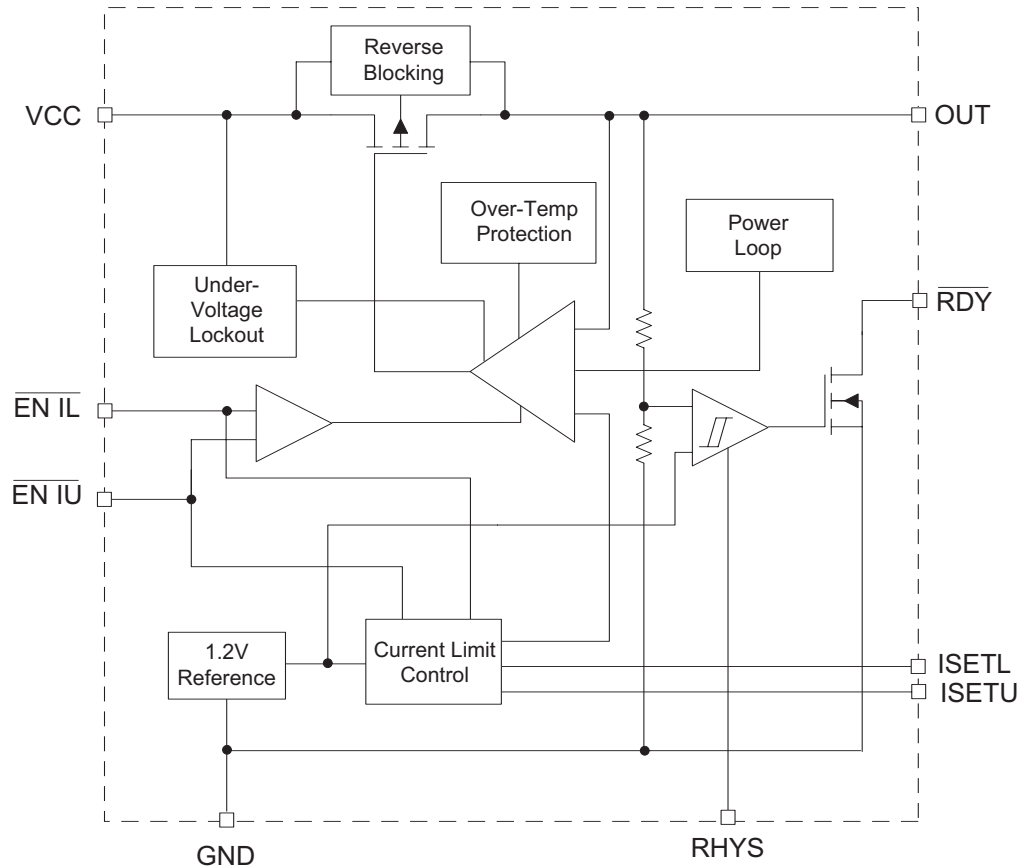 Reverse
Blocking
VCC
OUT
Over-Temp
Protection
Power
Loop
Under-
Voltage
Lockout
RDY
EN IL
EN IU
1.2V
Reference
Current Limit
Control
ISETL
ISETU
GND
RHYS